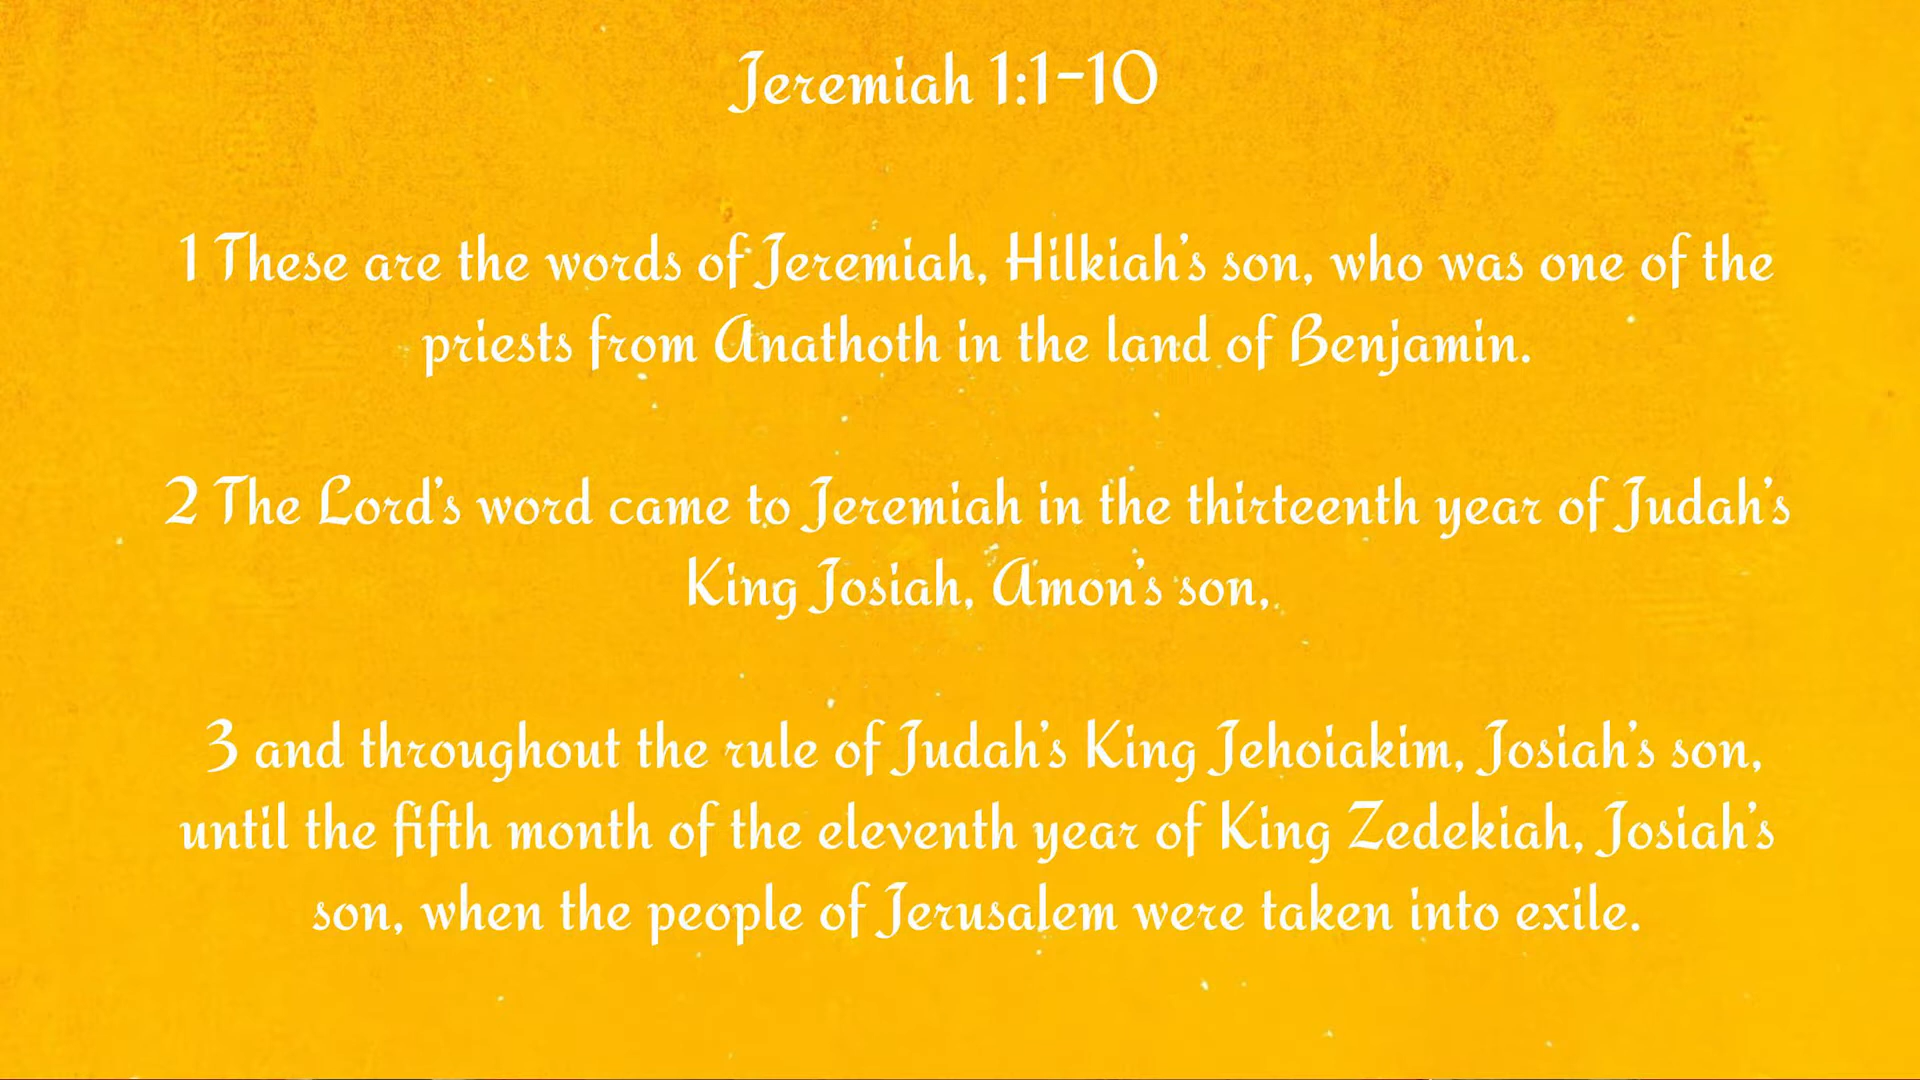 Jeremiah 1:1-10
1 These are the words of Jeremiah, Hilkiah's son, who was one of the
priests from Anathoth in the land of Benjamin.
2 The Lord's word came to Jeremiah in the thirteenth year of Judah's
King Josiah, Amon's son,
3 and throughout the rule of Judah's King Jehoiakim, Josiah's son,
until the fifth month of the eleventh year of King Zedekiah, Josiah's
son, when the people of Jerusalem were taken into exile.